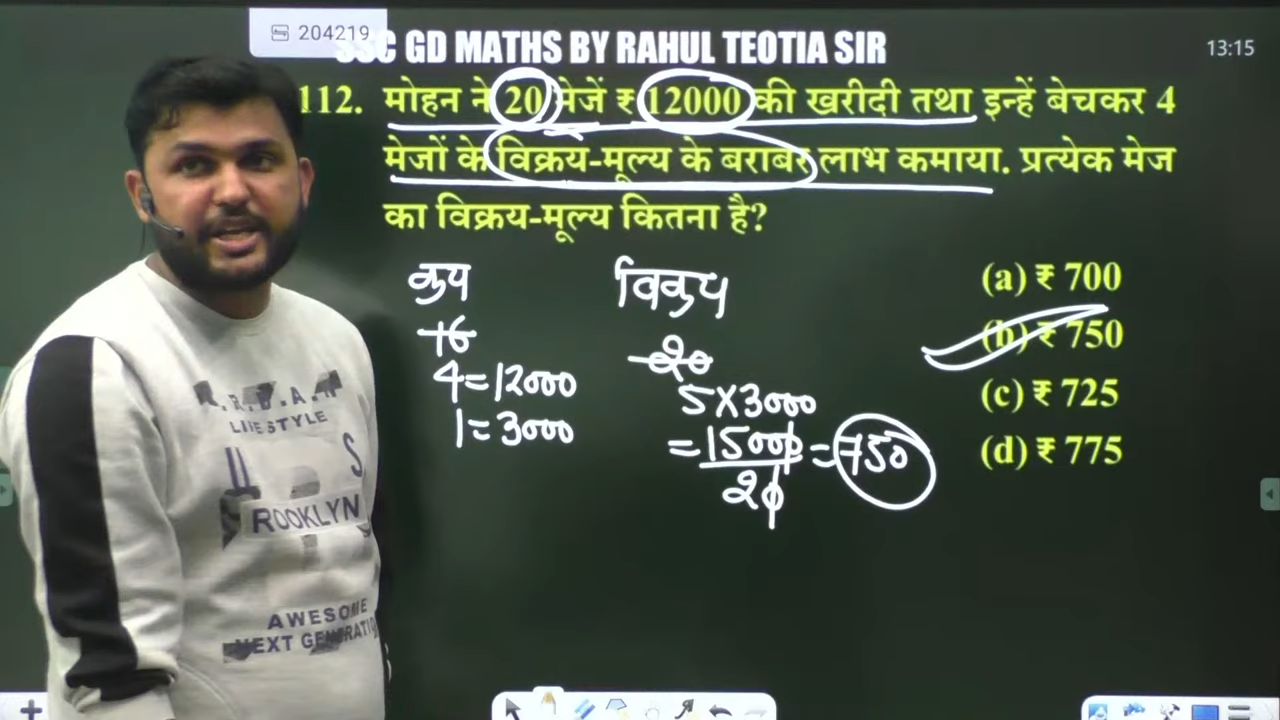 204219
SSC GD MATHS BY RAHUL TEOTIA SIR
13:15
112. मोहन ने 20 मेजें ₹ 12000 की खरीदी तथा इन्हें बेचकर 4
मेजों के विक्रय-मूल्य के बराबर लाभ कमाया. प्रत्येक मेज
का विक्रय-मूल्य कितना है?
क्रय
विक्रय
16
20
4=12000
5×3000
1=3000
=15000
20
=750
(a) ₹ 700
(b) ₹ 750
(c) ₹ 725
(d) ₹ 775
LIFESTYLE
ROOKLYN
AWESOME
NEXT GENERATIO